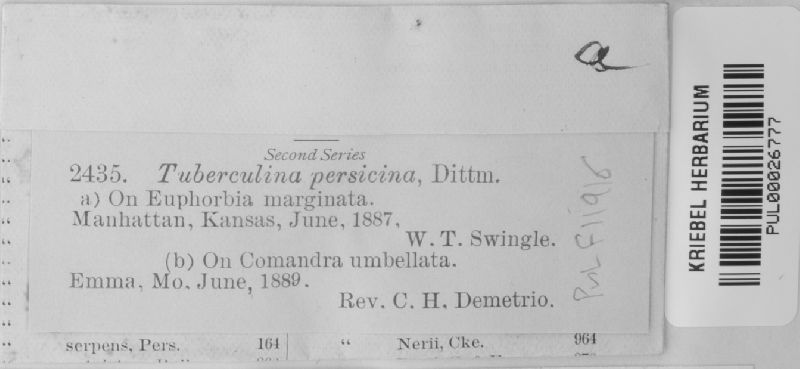 a
Second Series
2435. Tuberculina persicina, Dittm.
a) On Euphorbia marginata.
Manhattan, Kansas, June, 1887,
W. T. Swingle.
(b) On Comandra umbellata.
Emma, Mo. June, 1889.
Rev. C. H. Demetrio.
serpens, Pers. 164
“ Nerii, Cke. 964
PUL F11916
KRIEBEL HERBARIUM
PUL00026777